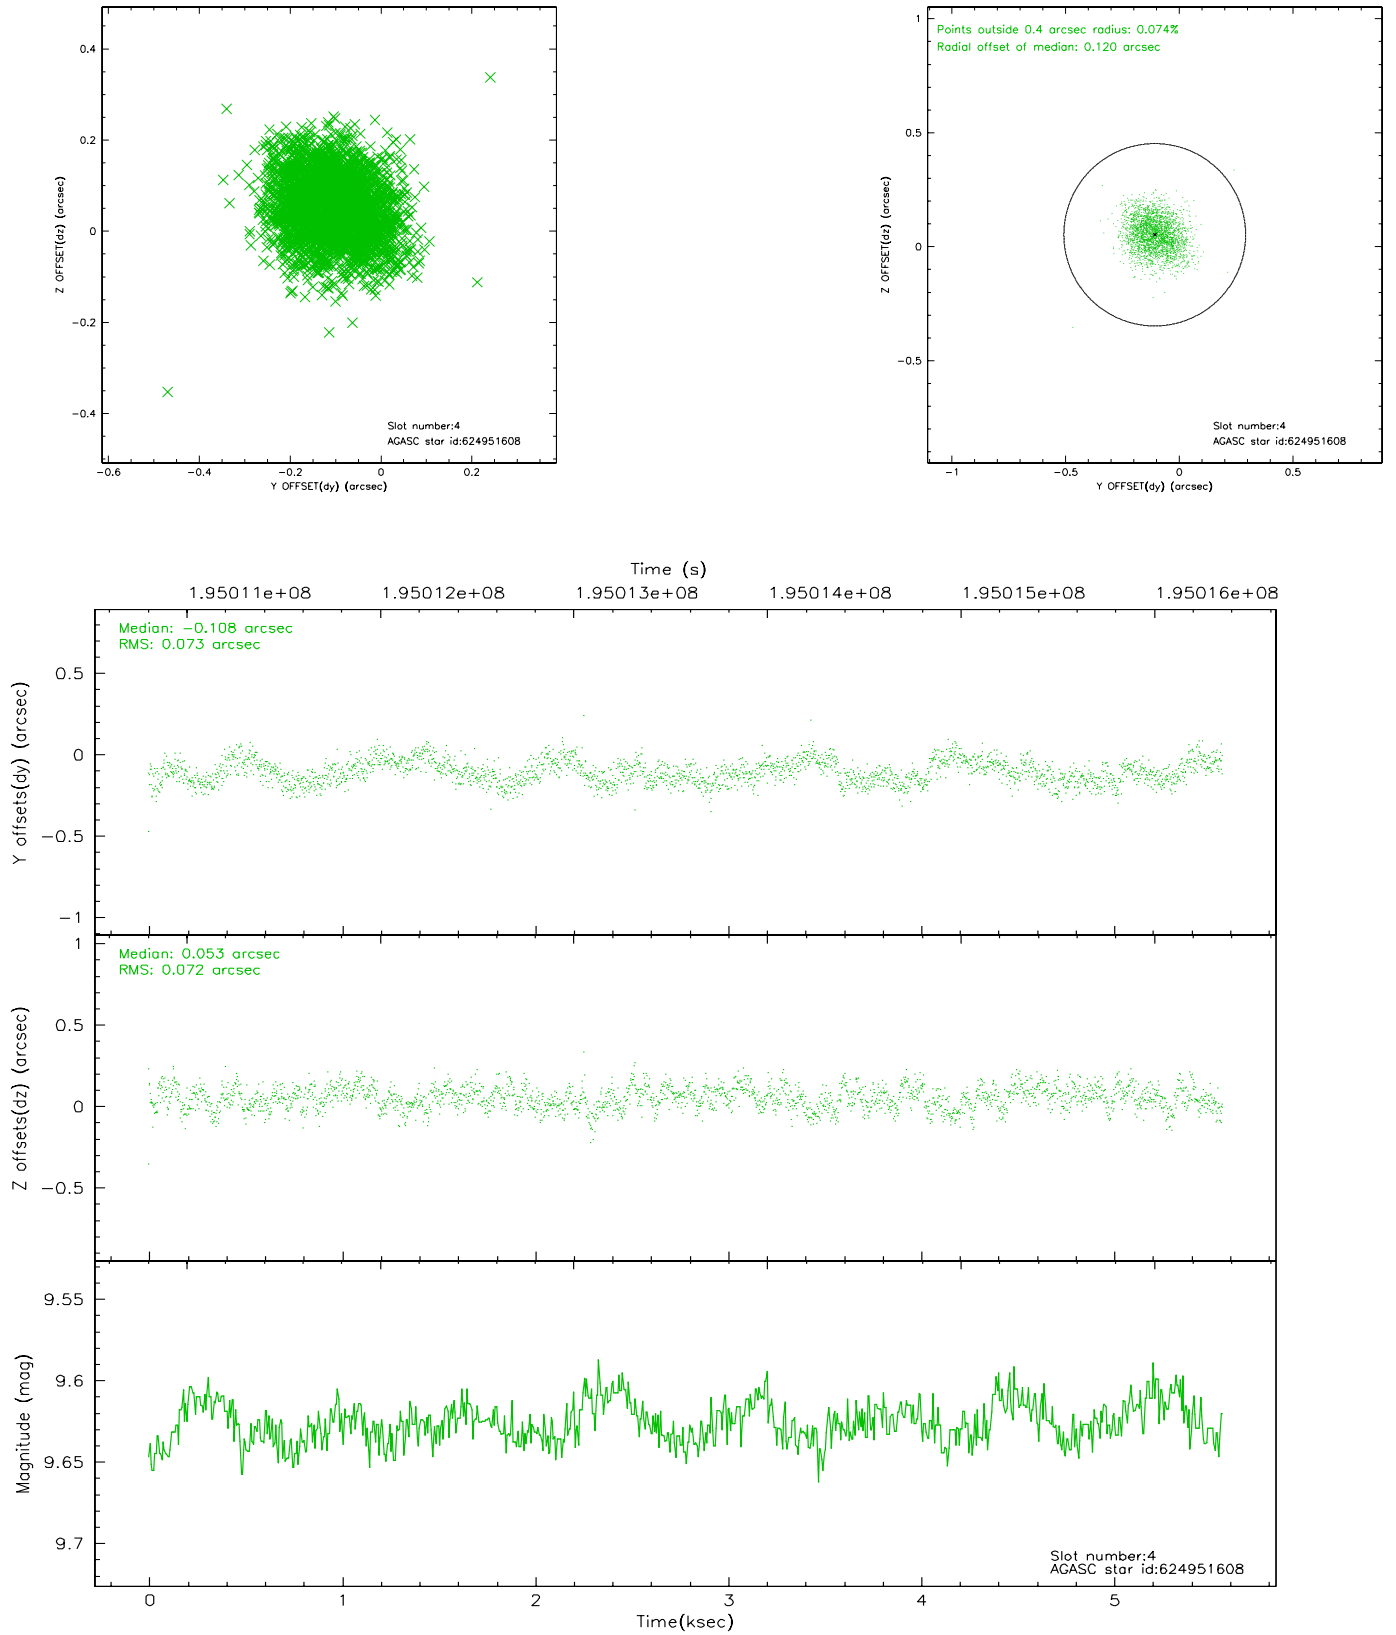 0.4
0.2
0
−0.2
−0.4
Z OFFSET(dz) (arcsec)
−0.6
−0.4
−0.2
0
0.2
Y OFFSET(dy) (arcsec)
Slot number:4
AGASC star id:624951608
Points outside 0.4 arcsec radius: 0.074%
Radial offset of median: 0.120 arcsec
1
0.5
0
−0.5
Z OFFSET(dz) (arcsec)
−1
−0.5
0
0.5
Y OFFSET(dy) (arcsec)
Slot number:4
AGASC star id:624951608
Time (s)
1.95011e+08
1.95012e+08
1.95013e+08
1.95014e+08
1.95015e+08
1.95016e+08
Median: −0.108 arcsec
RMS: 0.073 arcsec
0.5
0
−0.5
−1
Y offsets(dy) (arcsec)
Median: 0.053 arcsec
RMS: 0.072 arcsec
1
0.5
0
−0.5
Z offsets(dz) (arcsec)
9.55
9.6
9.65
9.7
Magnitude (mag)
Slot number:4
AGASC star id:624951608
0
1
2
3
4
5
Time(ksec)